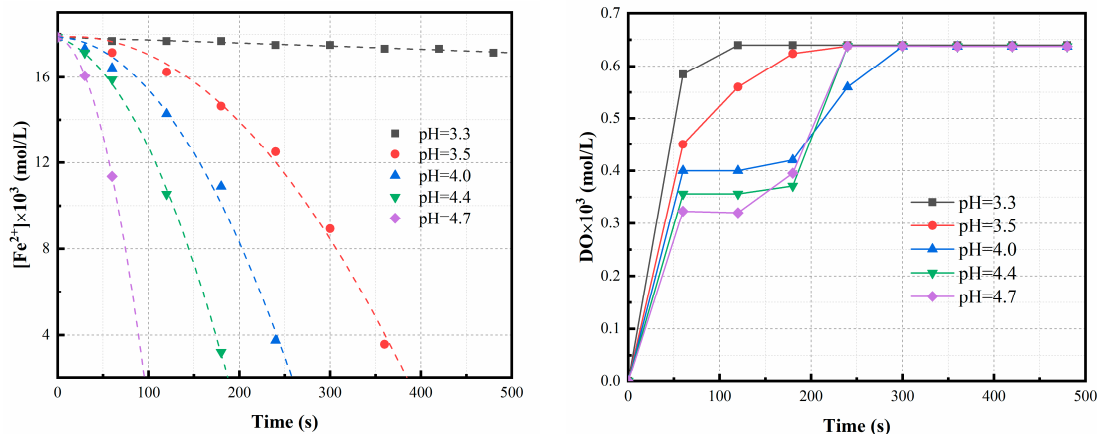 16
12
8
4
0
100
200
300
400
500
[Fe²⁺]×10³ (mol/L)
Time (s)
pH=3.3
pH=3.5
pH=4.0
pH=4.4
pH=4.7
0.7
0.6
0.5
0.4
0.3
0.2
0.1
0.0
0
100
200
300
400
500
DO×10³ (mol/L)
Time (s)
pH=3.3
pH=3.5
pH=4.0
pH=4.4
pH=4.7